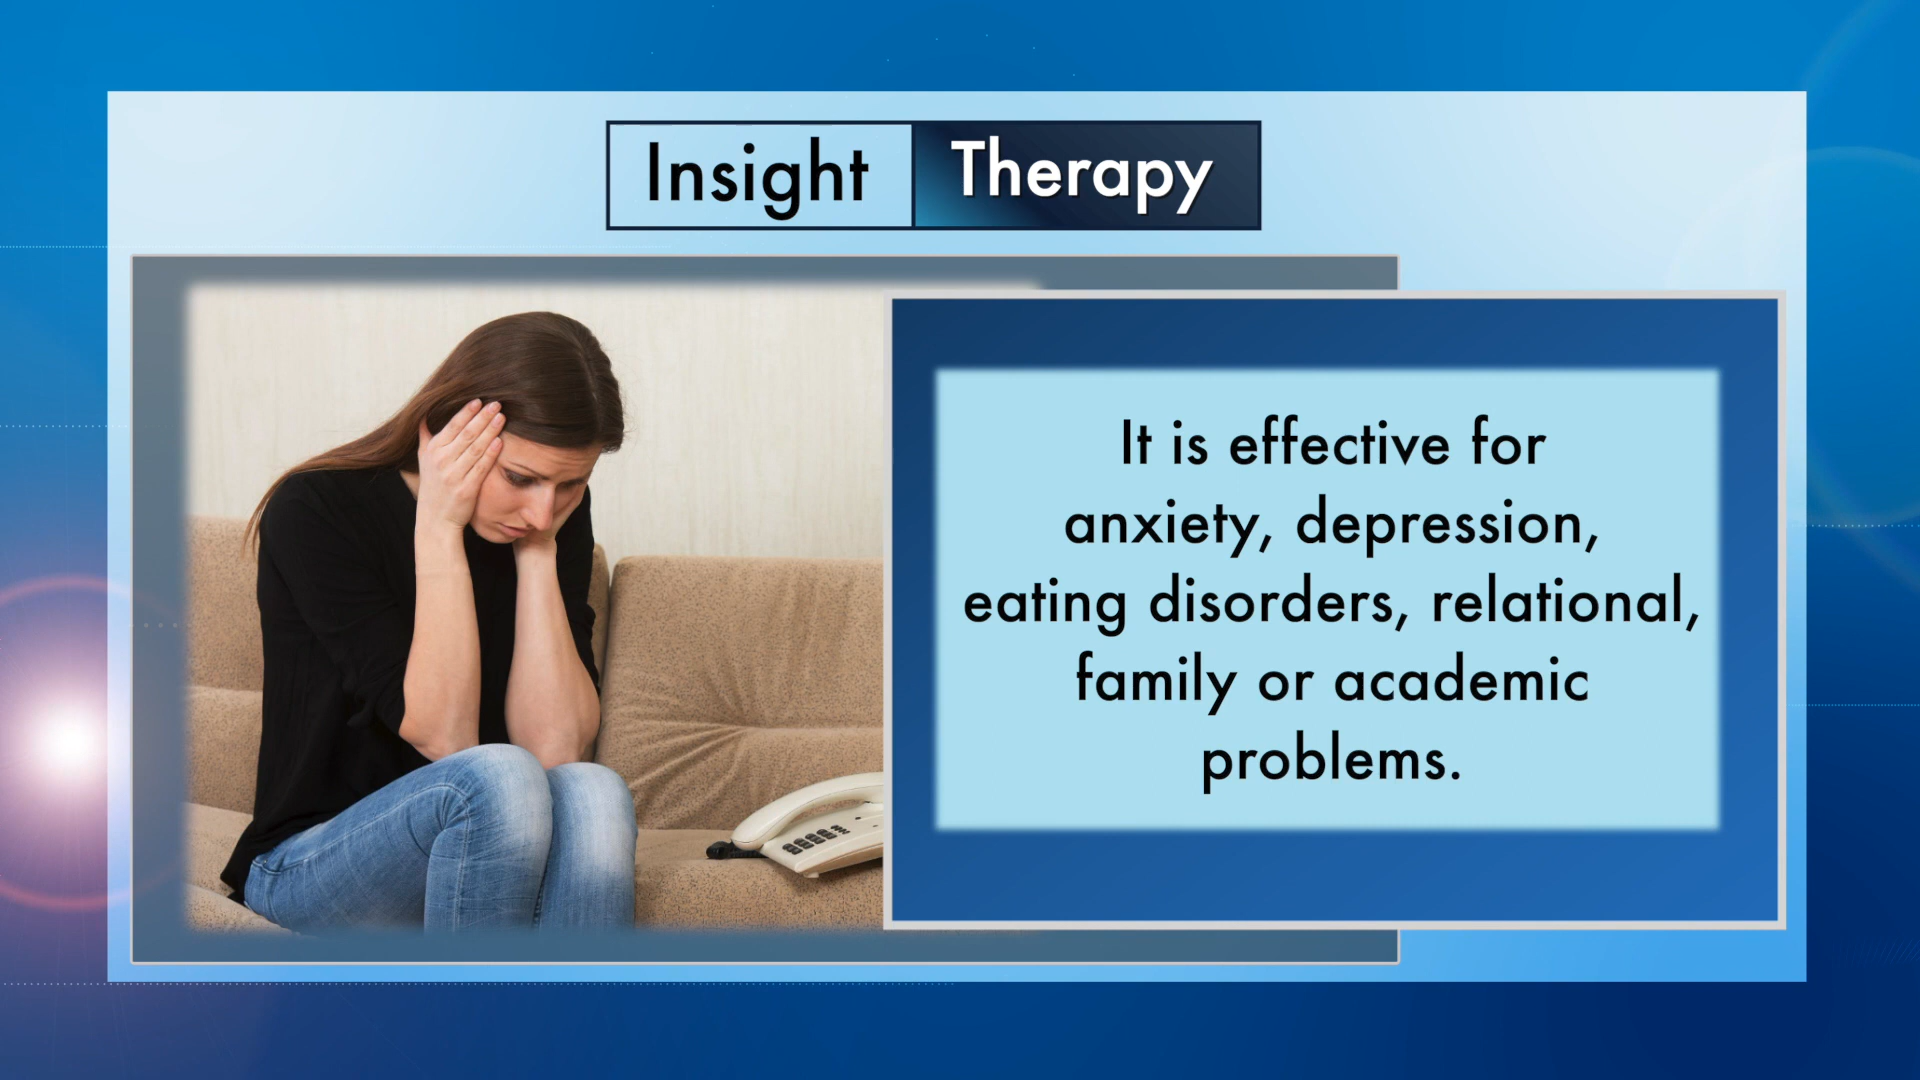 Insight Therapy
It is effective for
anxiety, depression,
eating disorders, relational,
family or academic
problems.